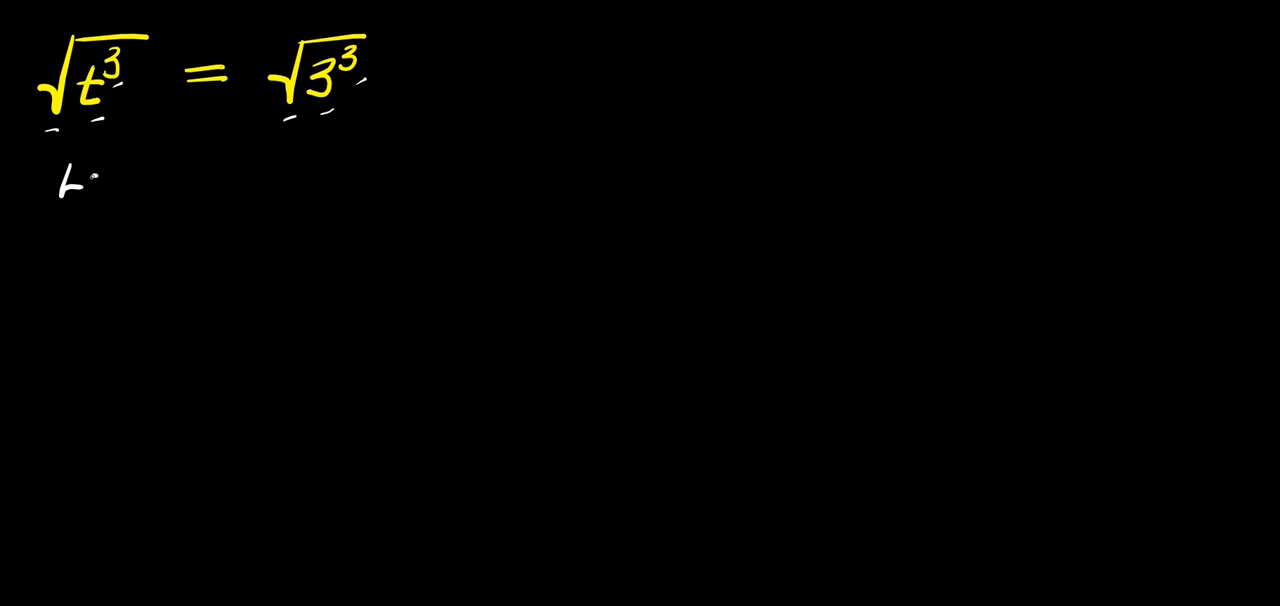 √t³ = √3³